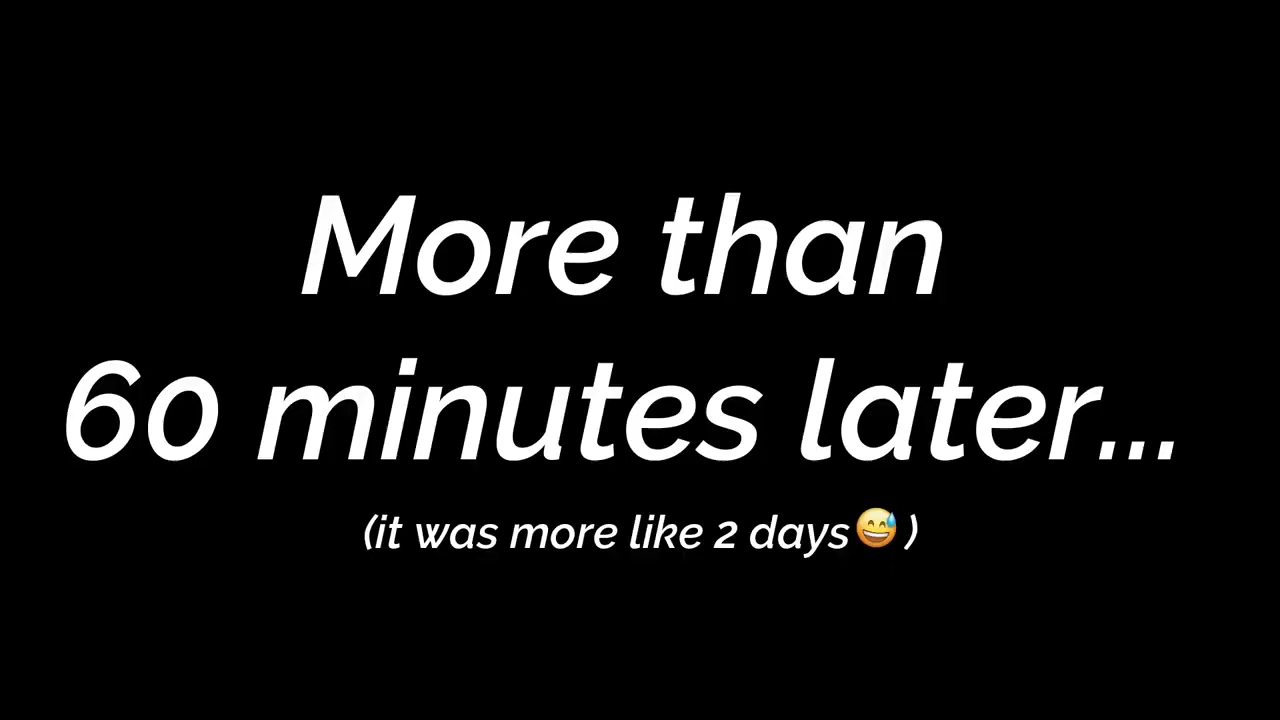 More than
60 minutes later...
(it was more like 2 days😅)